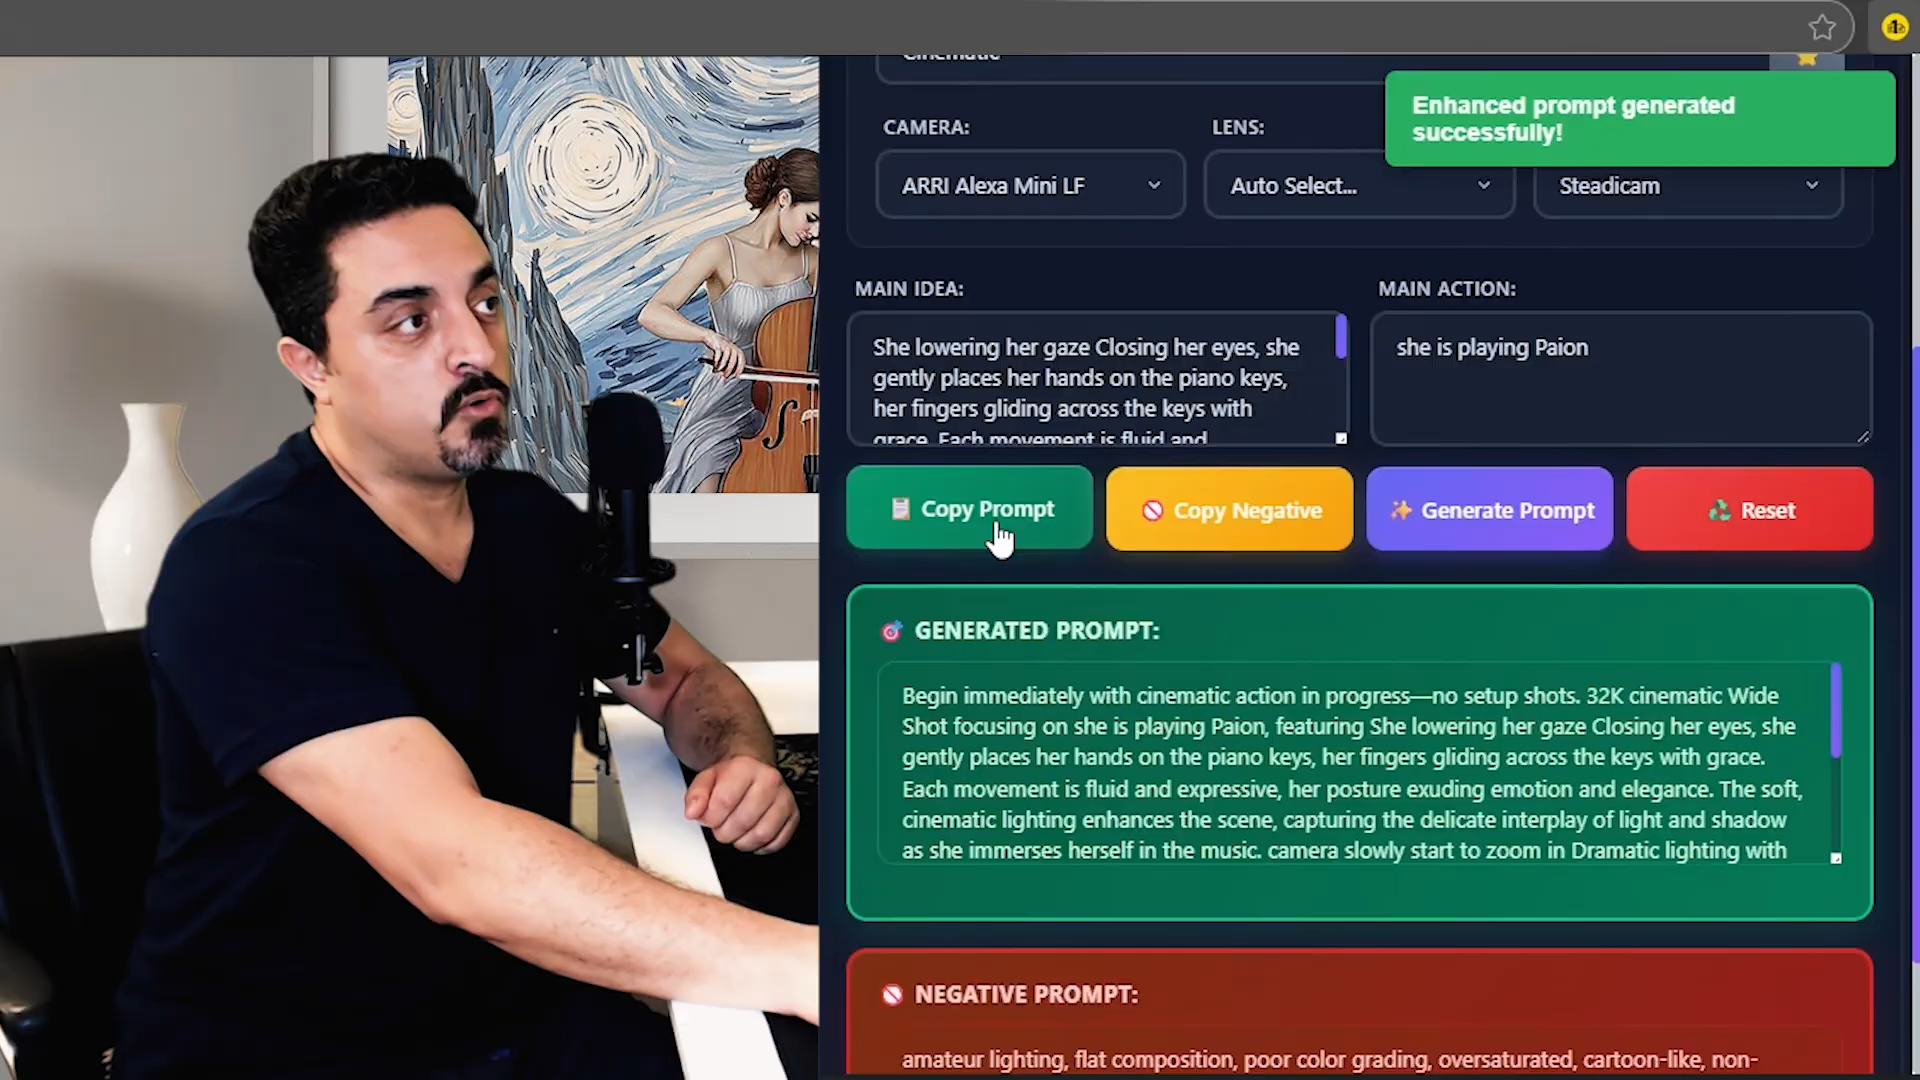 Cinematic
Enhanced prompt generated
successfully!
CAMERA:
LENS:
ARRI Alexa Mini LF
Auto Select...
Steadicam
MAIN IDEA:
MAIN ACTION:
She lowering her gaze Closing her eyes, she
gently places her hands on the piano keys,
her fingers gliding across the keys with
grace. Each movement is fluid and
she is playing Paion
Copy Prompt
Copy Negative
Generate Prompt
Reset
GENERATED PROMPT:
Begin immediately with cinematic action in progress—no setup shots. 32K cinematic Wide
Shot focusing on she is playing Paion, featuring She lowering her gaze Closing her eyes, she
gently places her hands on the piano keys, her fingers gliding across the keys with grace.
Each movement is fluid and expressive, her posture exuding emotion and elegance. The soft,
cinematic lighting enhances the scene, capturing the delicate interplay of light and shadow
as she immerses herself in the music. camera slowly start to zoom in Dramatic lighting with
NEGATIVE PROMPT:
amateur lighting, flat composition, poor color grading, oversaturated, cartoon-like, non-